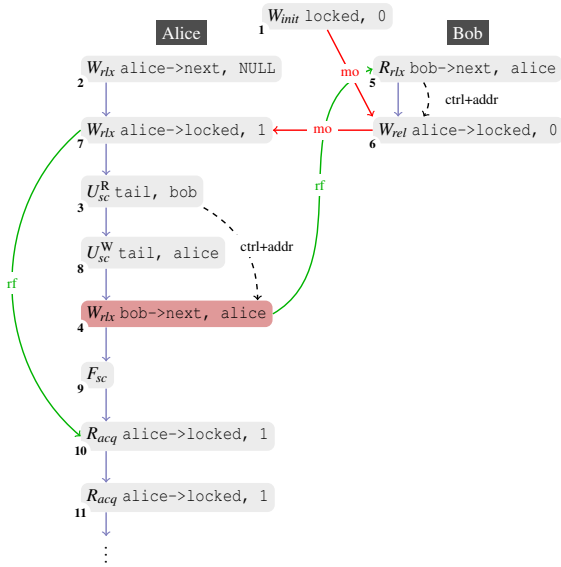 1 W_init locked, 0
Alice
Bob
2 W_rlx alice->next, NULL
mo
5 R_rlx bob->next, alice
ctrl+addr
7 W_rlx alice->locked, 1
mo
6 W_rel alice->locked, 0
3 U^R_sc tail, bob
rf
ctrl+addr
8 U^W_sc tail, alice
rf
4 W_rlx bob->next, alice
9 F_sc
10 R_acq alice->locked, 1
11 R_acq alice->locked, 1
⋮